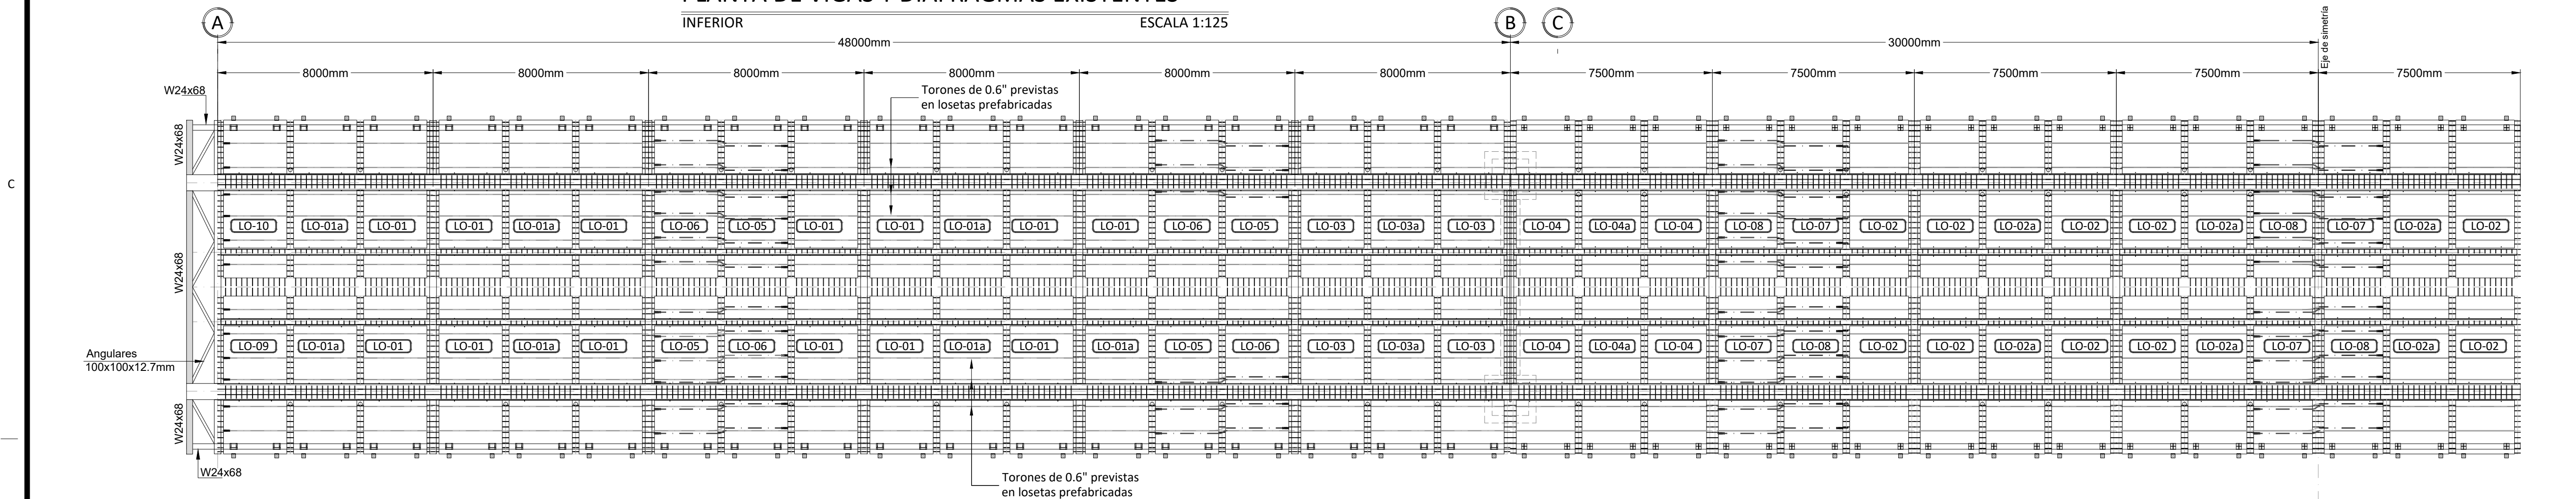 INFERIOR
ESCALA 1:125
A
B
C
Eje de simetría
48000mm
30000mm
8000mm
8000mm
8000mm
8000mm
8000mm
8000mm
7500mm
7500mm
7500mm
7500mm
7500mm
W24x68
Torones de 0.6" previstas
en losetas prefabricadas
W24x68
C
LO-10
LO-01a
LO-01
LO-01
LO-01a
LO-01
LO-06
LO-05
LO-01
LO-01
LO-01a
LO-01
LO-01
LO-06
LO-05
LO-03
LO-03a
LO-03
LO-04
LO-04a
LO-04
LO-08
LO-07
LO-02
LO-02
LO-02a
LO-02
LO-02
LO-02a
LO-08
LO-07
LO-02a
LO-02
W24x68
LO-09
LO-01a
LO-01
LO-01
LO-01a
LO-01
LO-05
LO-06
LO-01
LO-01
LO-01a
LO-01
LO-01a
LO-05
LO-06
LO-03
LO-03a
LO-03
LO-04
LO-04a
LO-04
LO-07
LO-08
LO-02
LO-02
LO-02a
LO-02
LO-02
LO-02a
LO-07
LO-08
LO-02a
LO-02
Angulares
100x100x12.7mm
W24x68
W24x68
Torones de 0.6" previstas
en losetas prefabricadas